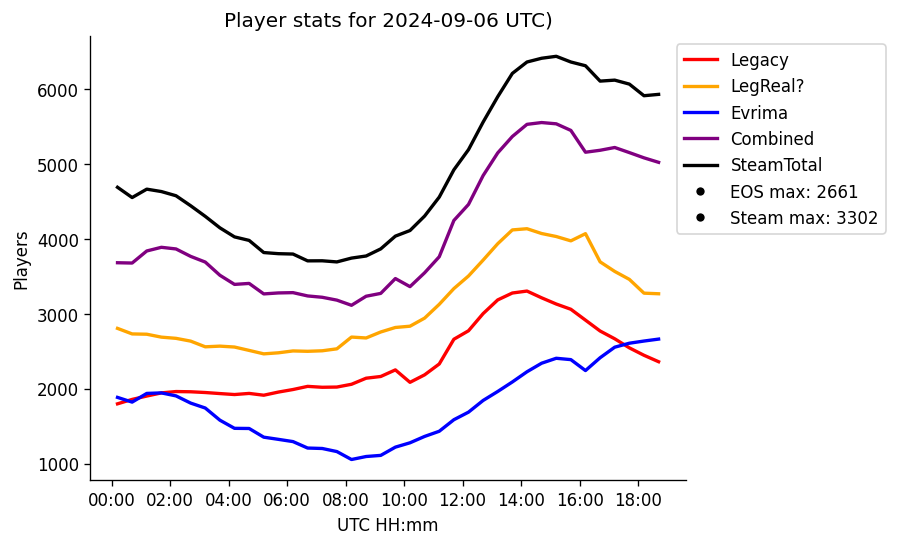 Player stats for 2024-09-06 UTC)
Legacy
LegReal?
Evrima
Combined
SteamTotal
EOS max: 2661
Steam max: 3302
Players
6000
5000
4000
3000
2000
1000
00:00 02:00 04:00 06:00 08:00 10:00 12:00 14:00 16:00 18:00
UTC HH:mm